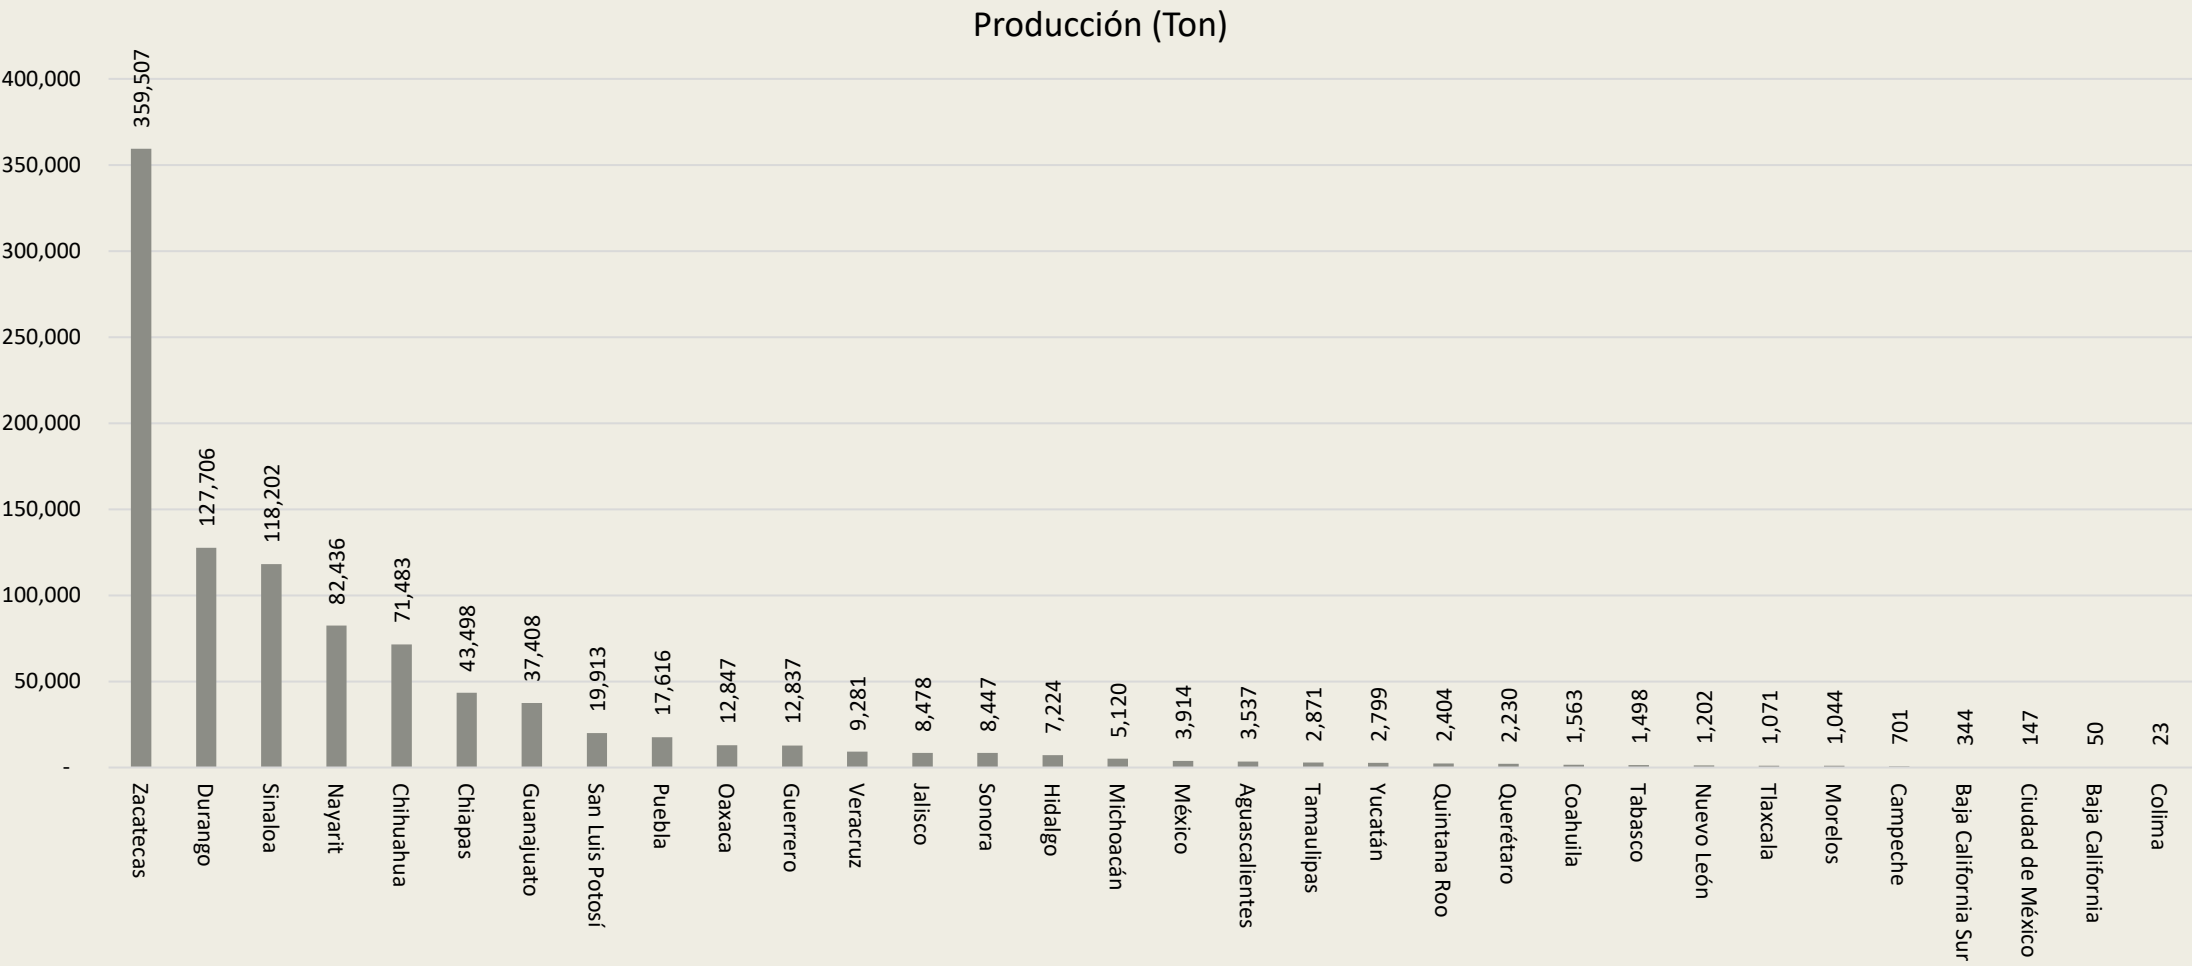 Producción (Ton)
400,000
350,000
300,000
250,000
200,000
150,000
100,000
50,000
-
359,507
127,706
118,202
82,436
71,483
43,498
37,408
19,913
17,616
12,847
12,837
9,281
8,478
8,447
7,224
5,120
3,914
3,537
2,871
2,799
2,404
2,230
1,563
1,498
1,202
1,071
1,044
701
344
147
50
23
Zacatecas
Durango
Sinaloa
Nayarit
Chihuahua
Chiapas
Guanajuato
San Luis Potosí
Puebla
Oaxaca
Guerrero
Veracruz
Jalisco
Sonora
Hidalgo
Michoacán
México
Aguascalientes
Tamaulipas
Yucatán
Quintana Roo
Querétaro
Coahuila
Tabasco
Nuevo León
Tlaxcala
Morelos
Campeche
Baja California Sur
Ciudad de México
Baja California
Colima